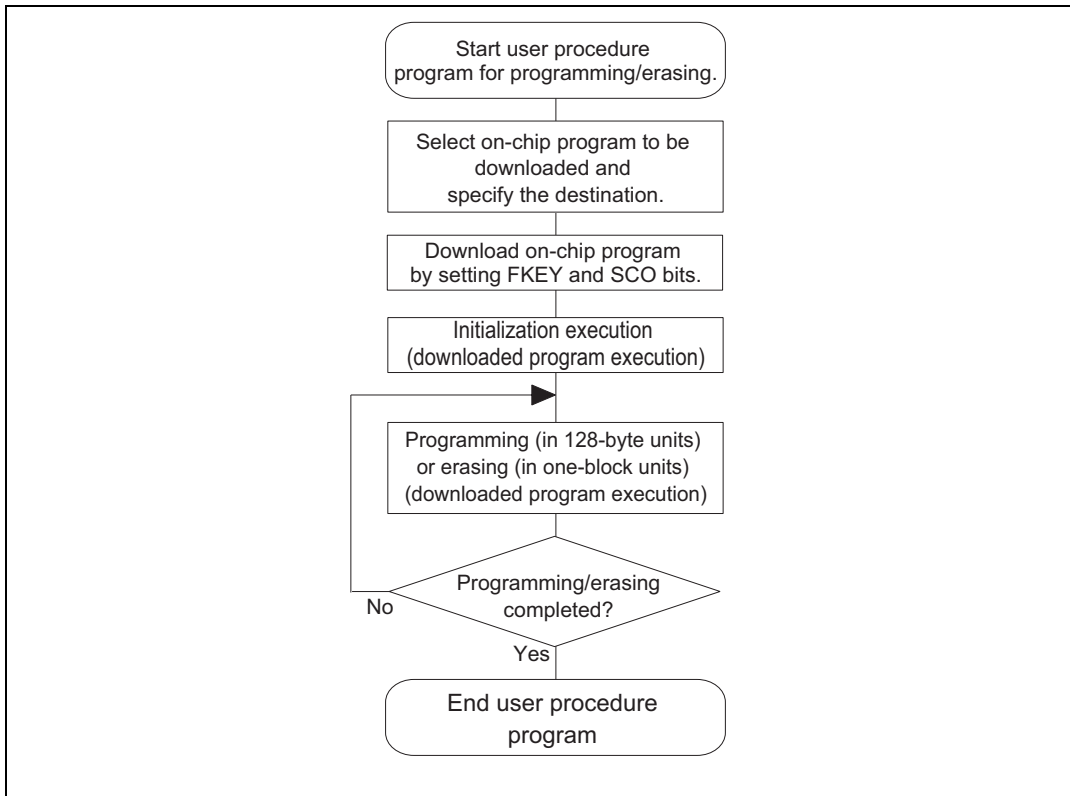 Start user procedure
program for programming/erasing.
Select on-chip program to be
downloaded and
specify the destination.
Download on-chip program
by setting FKEY and SCO bits.
Initialization execution
(downloaded program execution)
Programming (in 128-byte units)
or erasing (in one-block units)
(downloaded program execution)
Programming/erasing
completed?
No
Yes
End user procedure
program